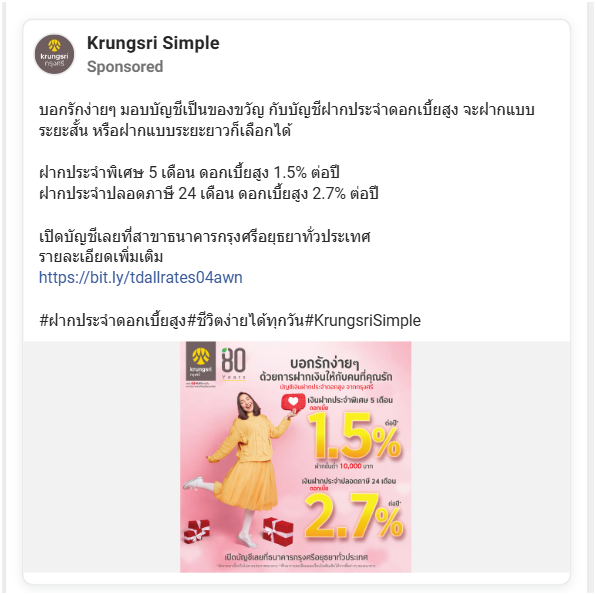 Krungsri Simple
Sponsored
krungsri
กรุงศรี
บอกรักง่ายๆ มอบบัญชีเป็นของขวัญ กับบัญชีฝากประจำดอกเบี้ยสูง จะฝากแบบ
ระยะสั้น หรือฝากแบบระยะยาวก็เลือกได้
ฝากประจำพิเศษ 5 เดือน ดอกเบี้ยสูง 1.5% ต่อปี
ฝากประจำปลอดภาษี 24 เดือน ดอกเบี้ยสูง 2.7% ต่อปี
เปิดบัญชีเลยที่สาขาธนาคารกรุงศรีอยุธยาทั่วประเทศ
รายละเอียดเพิ่มเติม
https://bit.ly/tdallrates04awn
#ฝากประจำดอกเบี้ยสูง#ชีวิตง่ายได้ทุกวัน#KrungsriSimple
krungsri
กรุงศรี
80
Years
บอกรักง่ายๆ
ด้วยการฝากเงินให้กับคนที่คุณรัก
บัญชีเงินฝากประจำดอกสูง จากกรุงศรี
เงินฝากประจำพิเศษ 5 เดือน
ดอกเบี้ย
1.5%
ต่อปี*
ฝากขั้นต่ำ 10,000 บาท
เงินฝากประจำปลอดภาษี 24 เดือน
ดอกเบี้ย
2.7%
ต่อปี*
เปิดบัญชีเลยที่ธนาคารกรุงศรีอยุธยาทั่วประเทศ